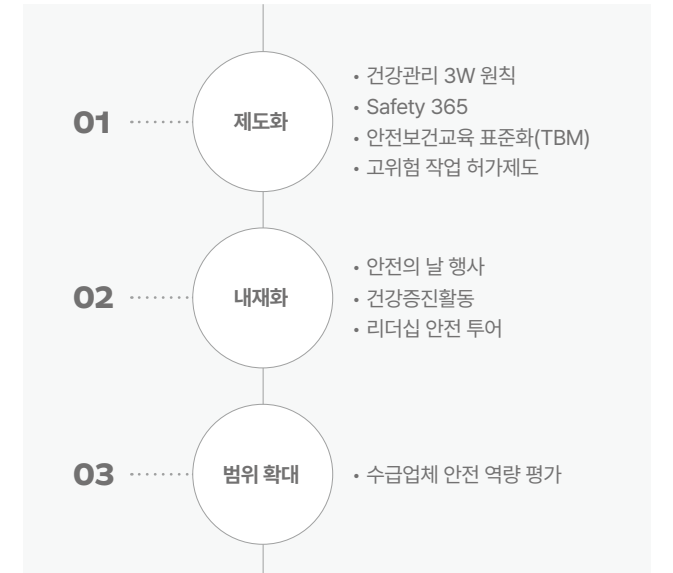 01
제도화
• 건강관리 3W 원칙
• Safety 365
• 안전보건교육 표준화(TBM)
• 고위험 작업 허가제도
02
내재화
• 안전의 날 행사
• 건강증진활동
• 리더십 안전 투어
03
범위 확대
• 수급업체 안전 역량 평가